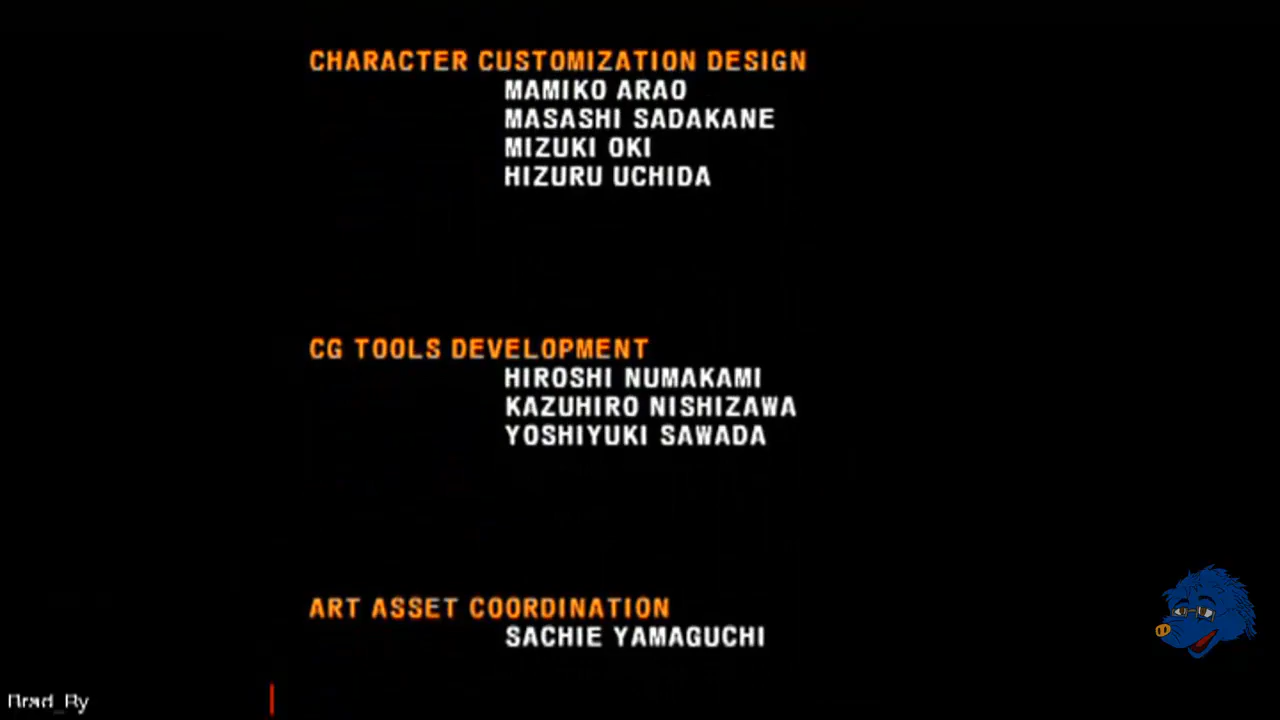 CHARACTER CUSTOMIZATION DESIGN
MAMIKO ARAO
MASASHI SADAKANE
MIZUKI OKI
HIZURU UCHIDA
CG TOOLS DEVELOPMENT
HIROSHI NUMAKAMI
KAZUHIRO NISHIZAWA
YOSHIYUKI SAWADA
ART ASSET COORDINATION
SACHIE YAMAGUCHI